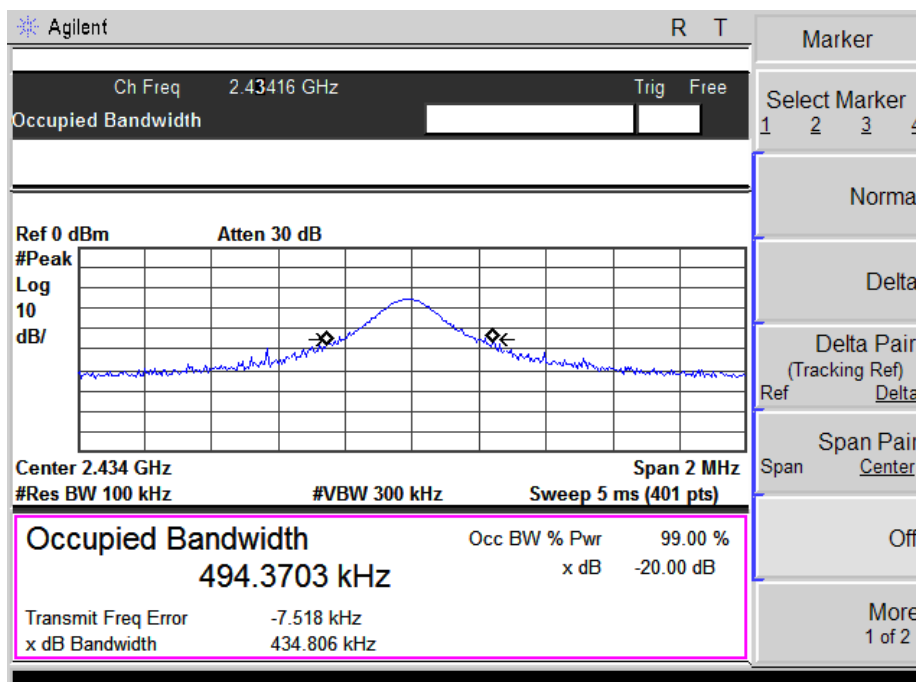 Agilent R T
Ch Freq 2.43416 GHz Trig Free
Occupied Bandwidth
Ref 0 dBm Atten 30 dB
#Peak
Log
10
dB/
Center 2.434 GHz Span 2 MHz
#Res BW 100 kHz #VBW 300 kHz Sweep 5 ms (401 pts)
Occupied Bandwidth
494.3703 kHz
Occ BW % Pwr 99.00 %
x dB -20.00 dB
Transmit Freq Error -7.518 kHz
x dB Bandwidth 434.806 kHz
Marker
Select Marker
1 2 3 4
Norma
Delta
Delta Pair
(Tracking Ref)
Ref Delta
Span Pair
Span Center
Off
More
1 of 2